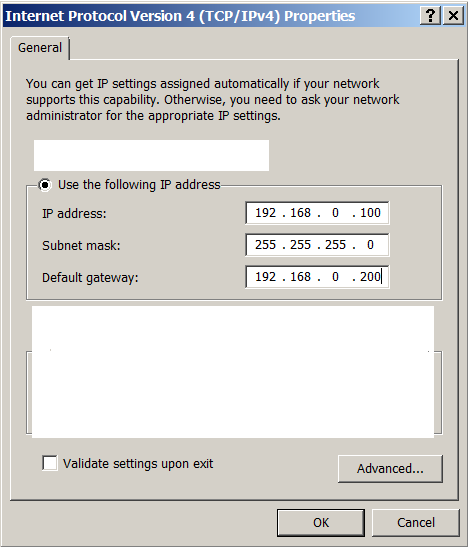 Internet Protocol Version 4 (TCP/IPv4) Properties
General
You can get IP settings assigned automatically if your network
supports this capability. Otherwise, you need to ask your network
administrator for the appropriate IP settings.
Use the following IP address
IP address: 192 . 168 . 0 . 100
Subnet mask: 255 . 255 . 255 . 0
Default gateway: 192 . 168 . 0 . 200
Validate settings upon exit
Advanced...
OK Cancel